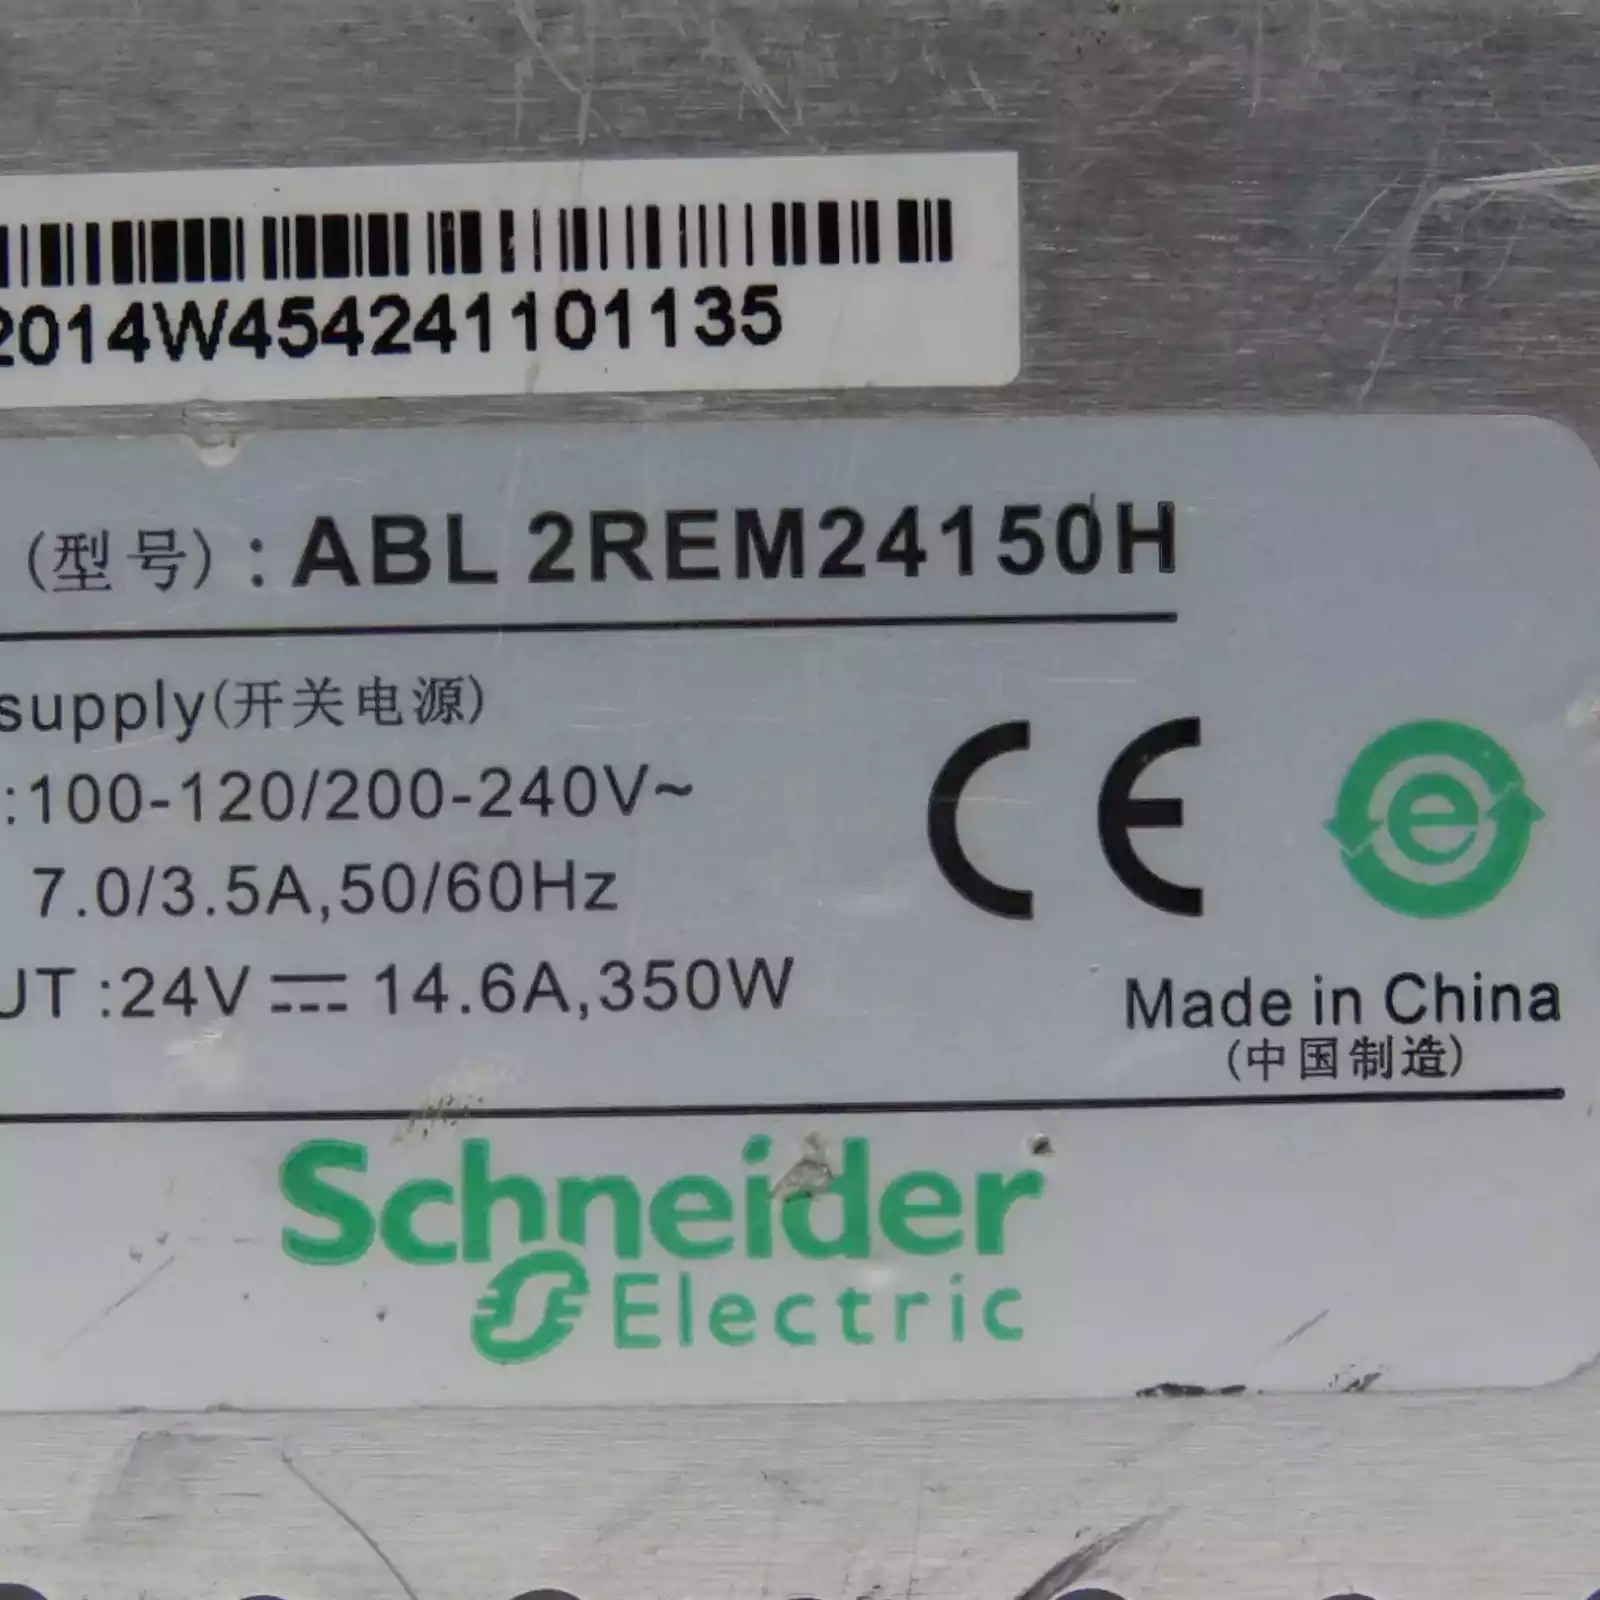 2014W454241101135
(型号) : ABL 2REM24150H
supply(开关电源)
:100-120/200-240V~
7.0/3.5A,50/60Hz
UT :24V⎓14.6A,350W
CE
e
Made in China
(中国制造)
Schneider
Electric